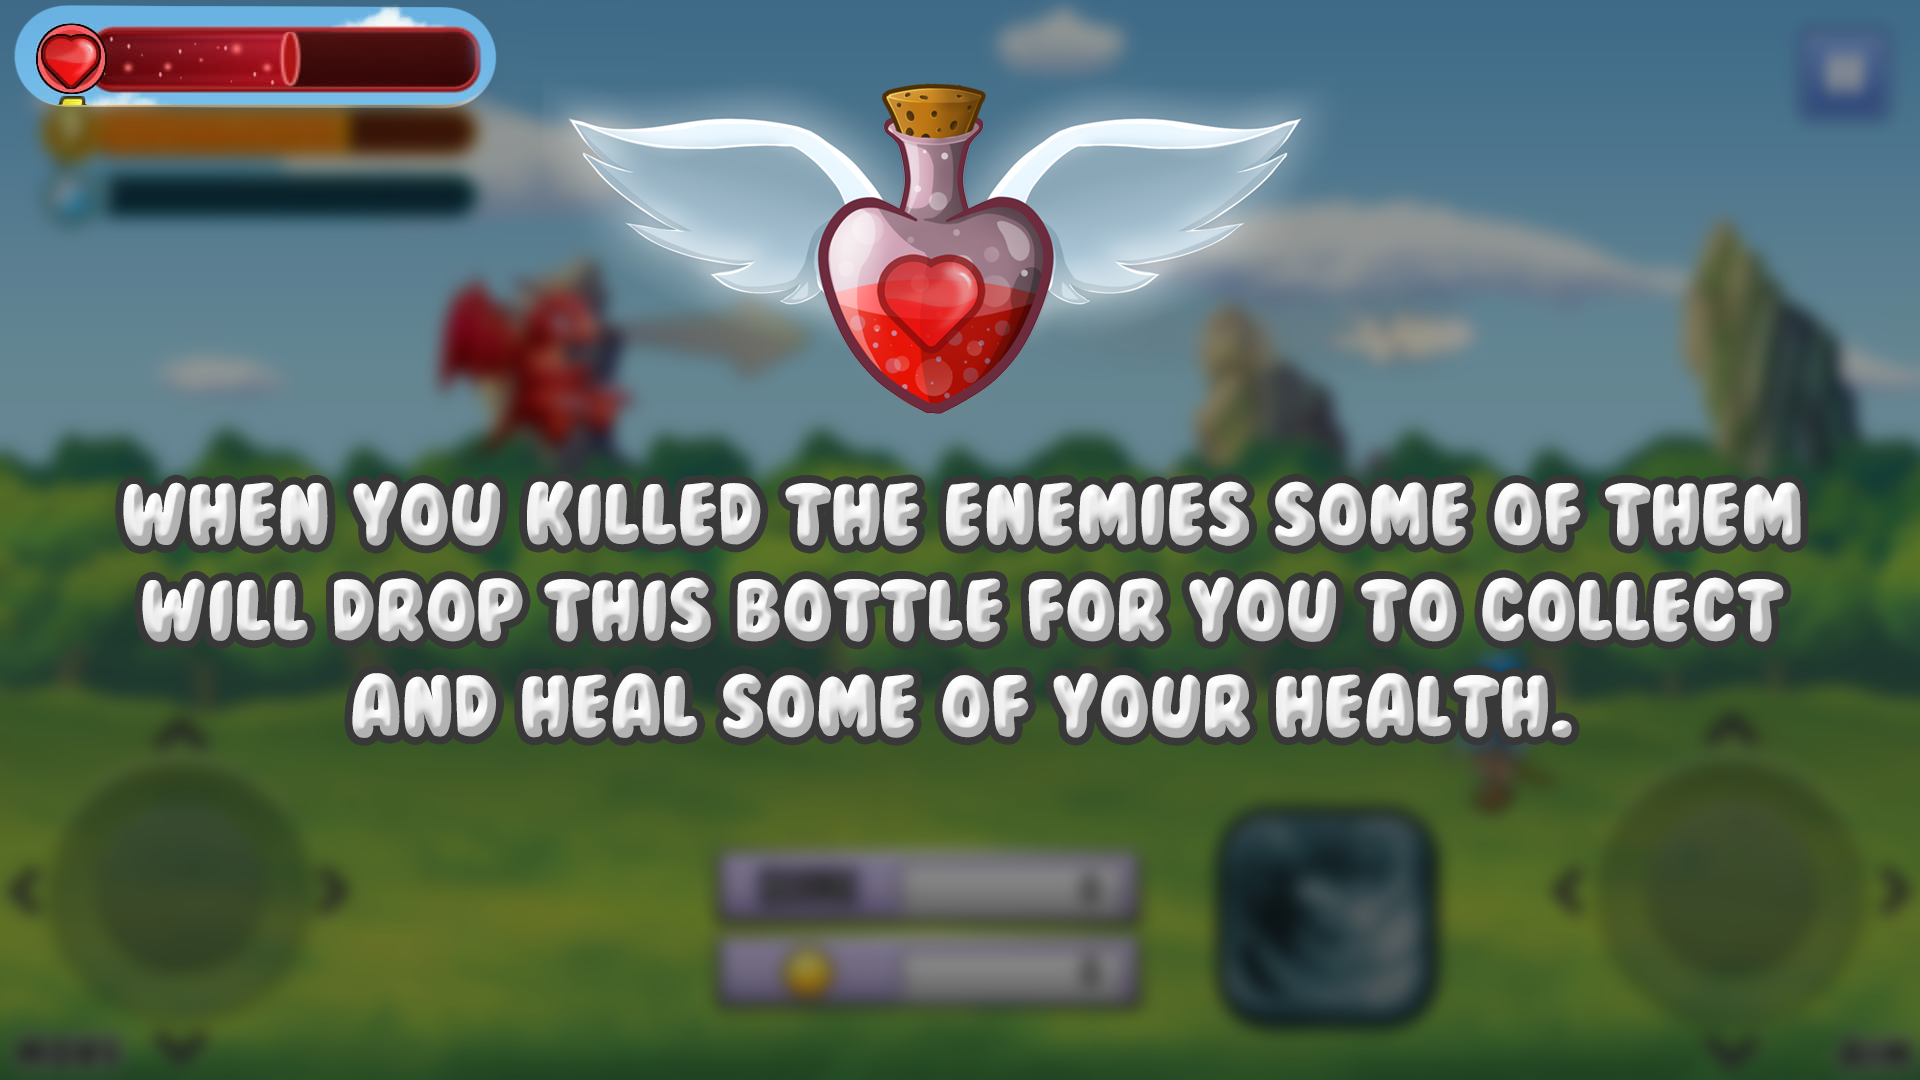 WHEN YOU KILLED THE ENEMIES SOME OF THEM
WILL DROP THIS BOTTLE FOR YOU TO COLLECT
AND HEAL SOME OF YOUR HEALTH.